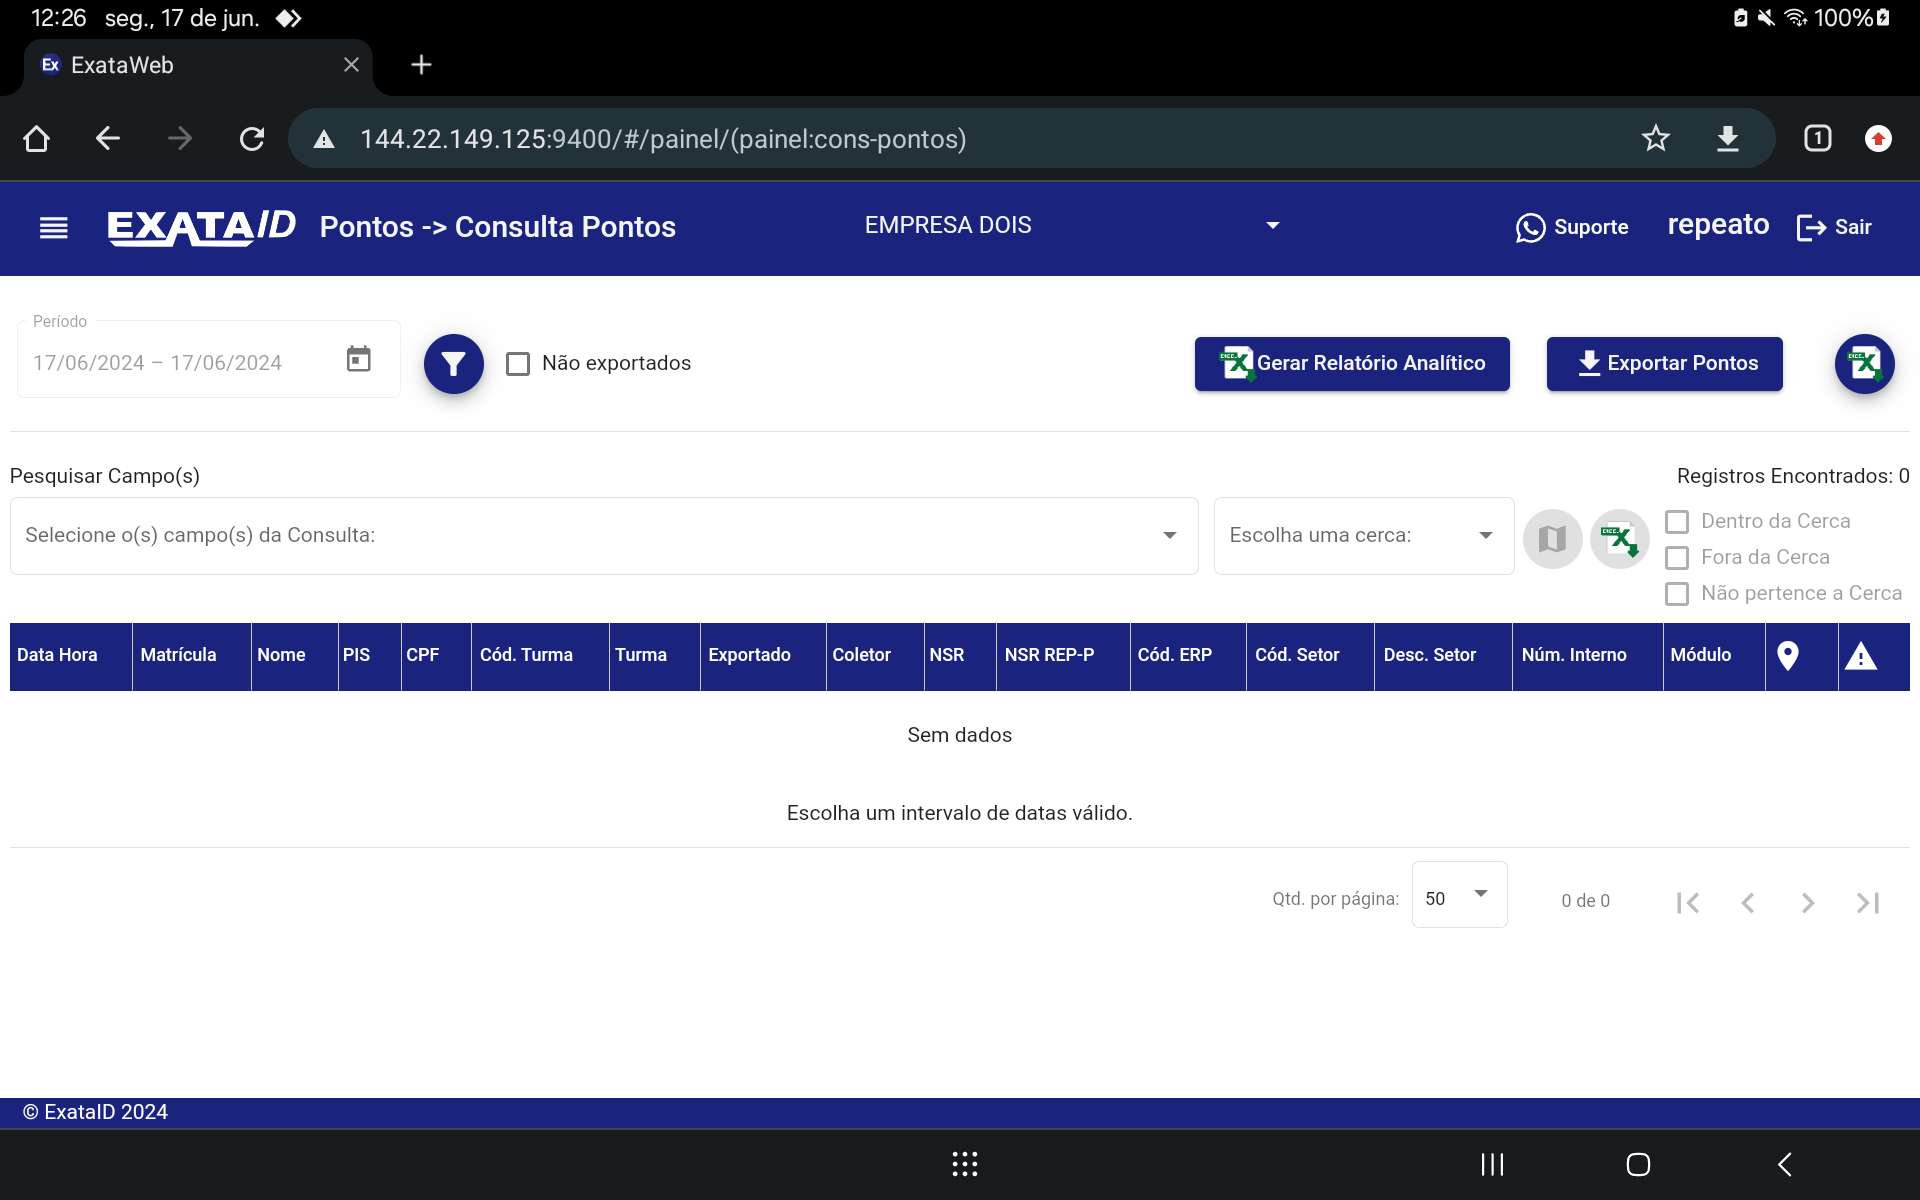 12:26 seg., 17 de jun. 100%
Ex ExataWeb
144.22.149.125:9400/#/painel/(painel:cons-pontos) 1
EXATAID Pontos -> Consulta Pontos EMPRESA DOIS Suporte repeato Sair
Período
17/06/2024 – 17/06/2024 Não exportados Gerar Relatório Analítico Exportar Pontos
Pesquisar Campo(s) Registros Encontrados: 0
Selecione o(s) campo(s) da Consulta: Escolha uma cerca:
Dentro da Cerca
Fora da Cerca
Não pertence a Cerca
Data Hora Matrícula Nome PIS CPF Cód. Turma Turma Exportado Coletor NSR NSR REP-P Cód. ERP Cód. Setor Desc. Setor Núm. Interno Módulo
Sem dados
Escolha um intervalo de datas válido.
Qtd. por página: 50 0 de 0
© ExataID 2024